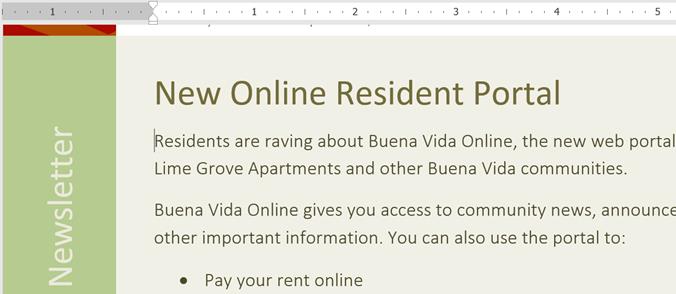 1 1 2 3 4 5
New Online Resident Portal
Residents are raving about Buena Vida Online, the new web portal
Lime Grove Apartments and other Buena Vida communities.
Buena Vida Online gives you access to community news, announce
other important information. You can also use the portal to:
• Pay your rent online
Newsletter